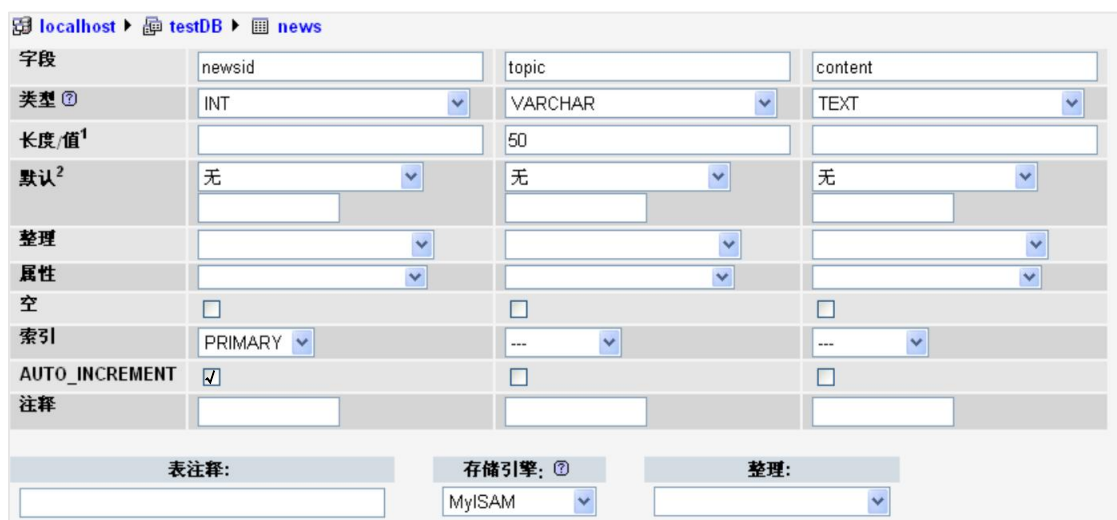 localhost ▸ testDB ▸ news
字段 newsid topic content
类型 INT VARCHAR TEXT
长度/值1 50
默认2 无 无 无
整理
属性
空
索引 PRIMARY --- ---
AUTO_INCREMENT
注释
表注释: 存储引擎: 整理:
MyISAM